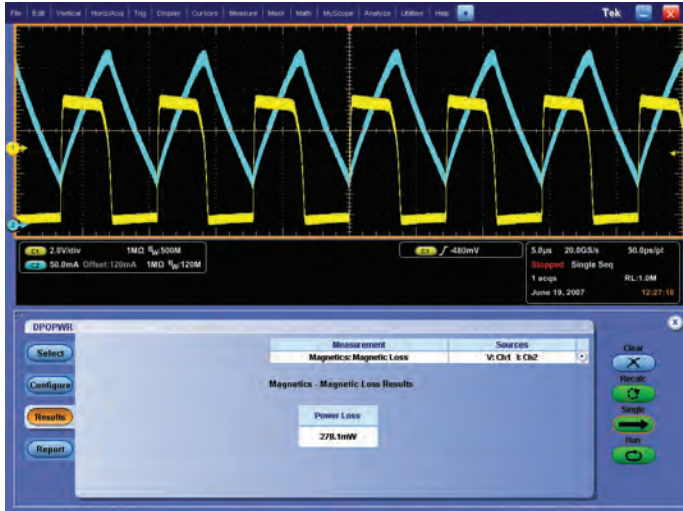 File Edit Vertical Horiz/Acq Trig Display Cursors Measure Mask Math MyScope Analyze Utilities Help Tek
1
2
C1 2.0V/div 1MΩ BW:500M
C2 50.0mA Offset:120mA 1MΩ BW:120M
C1 -480mV
5.0µs 20.0GS/s 50.0ps/pt
Stopped Single Seq
1 acqs RL:1.0M
June 19, 2007 12:27:10
DPOPWR
Select
Configure
Results
Report
Measurement Sources
Magnetics: Magnetic Loss V: Ch1 I: Ch2
Magnetics - Magnetic Loss Results
Power Loss
278.1mW
Clear
Recalc
Single
Run